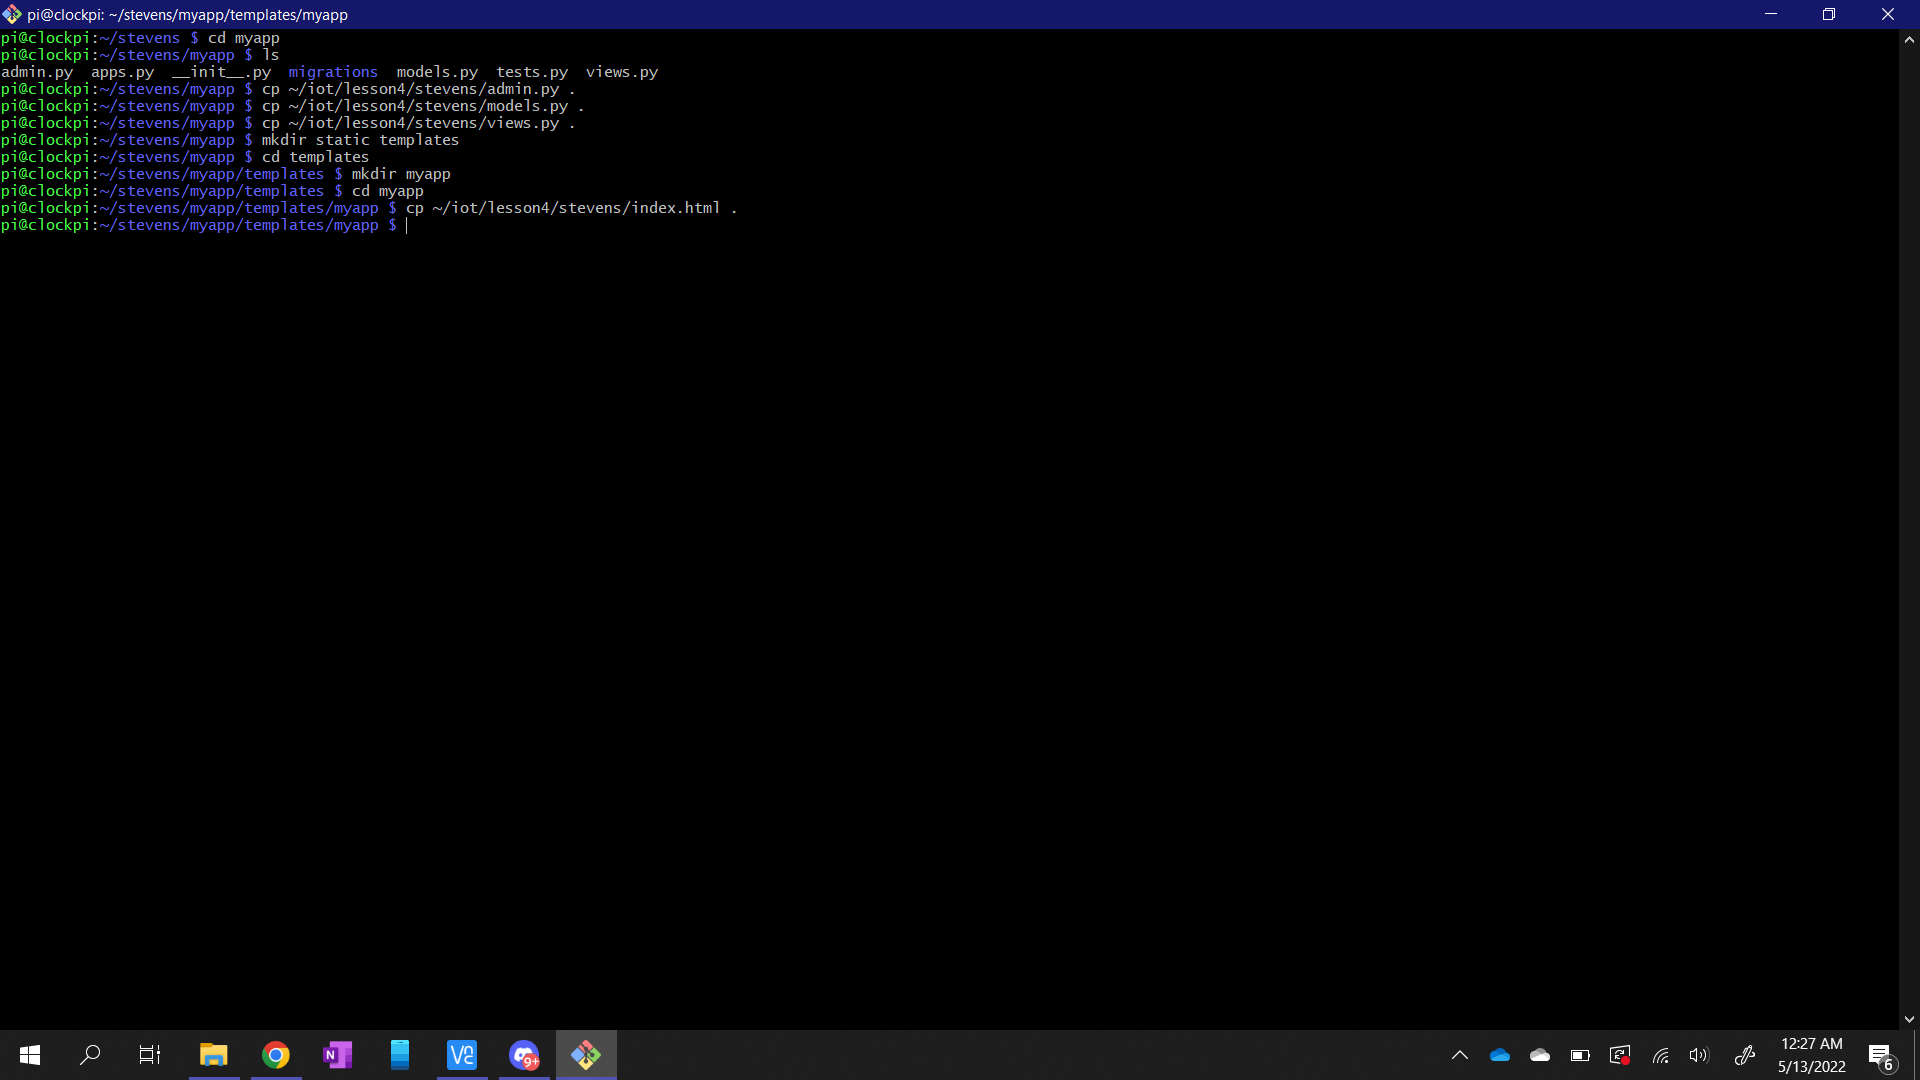 pi@clockpi: ~/stevens/myapp/templates/myapp
pi@clockpi:~/stevens $ cd myapp
pi@clockpi:~/stevens/myapp $ ls
admin.py  apps.py  __init__.py  migrations  models.py  tests.py  views.py
pi@clockpi:~/stevens/myapp $ cp ~/iot/lesson4/stevens/admin.py .
pi@clockpi:~/stevens/myapp $ cp ~/iot/lesson4/stevens/models.py .
pi@clockpi:~/stevens/myapp $ cp ~/iot/lesson4/stevens/views.py .
pi@clockpi:~/stevens/myapp $ mkdir static templates
pi@clockpi:~/stevens/myapp $ cd templates
pi@clockpi:~/stevens/myapp/templates $ mkdir myapp
pi@clockpi:~/stevens/myapp/templates $ cd myapp
pi@clockpi:~/stevens/myapp/templates/myapp $ cp ~/iot/lesson4/stevens/index.html .
pi@clockpi:~/stevens/myapp/templates/myapp $
N
VC
9+
12:27 AM
5/13/2022
6